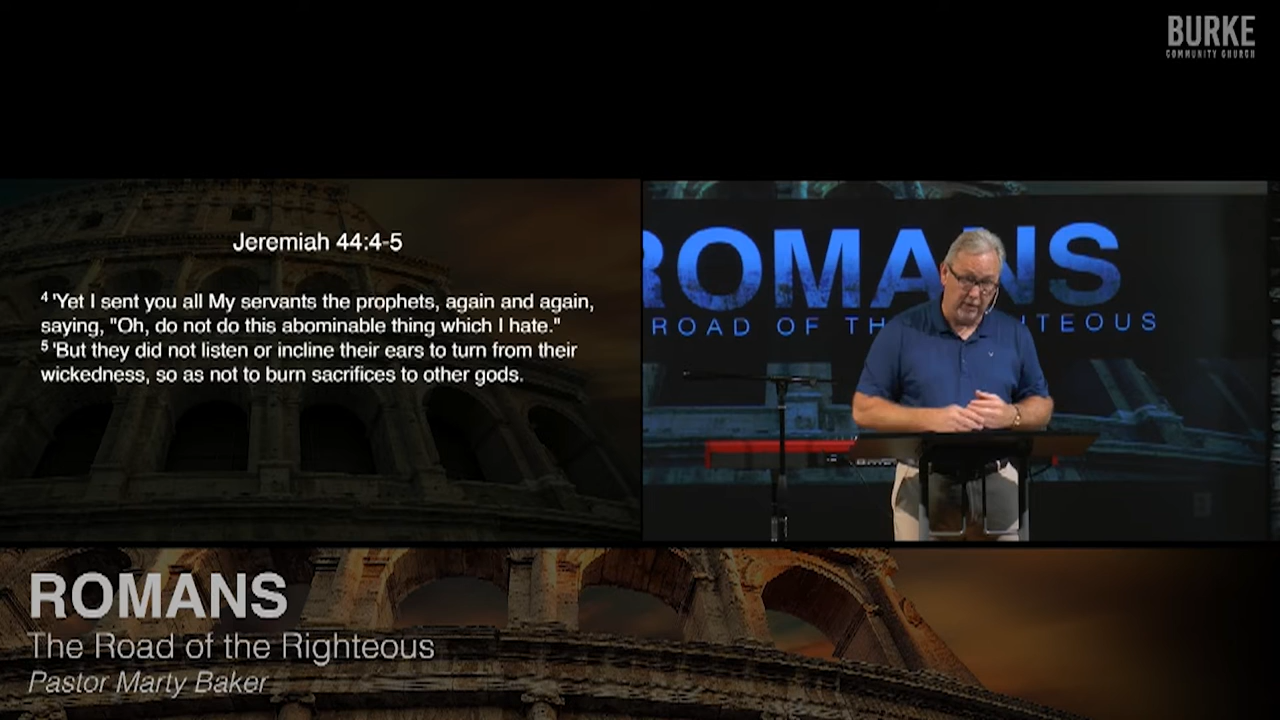 BURKE
COMMUNITY CHURCH
Jeremiah 44:4-5
4 'Yet I sent you all My servants the prophets, again and again,
saying, "Oh, do not do this abominable thing which I hate."
5 'But they did not listen or incline their ears to turn from their
wickedness, so as not to burn sacrifices to other gods.
ROMANS
ROAD OF TH GHTEOUS
ROMANS
The Road of the Righteous
Pastor Marty Baker